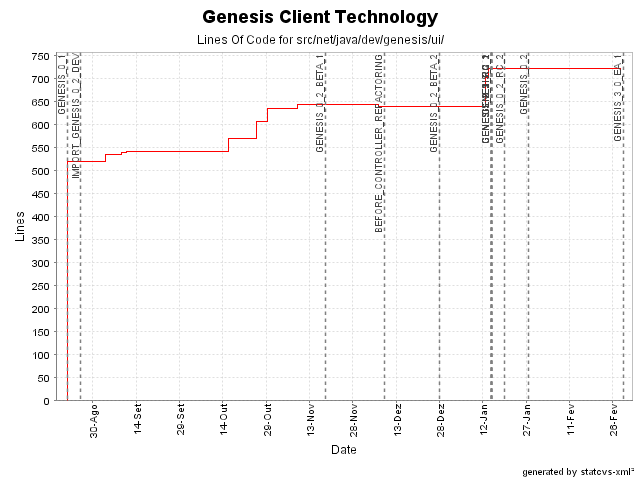 Genesis Client Technology
Lines Of Code for src/net/java/dev/genesis/ui/
Lines
750
700
650
600
550
500
450
400
350
300
250
200
150
100
50
0
GENESIS_0_1
IMPORT_GENESIS_0_2_DEV
GENESIS_0_2_BETA_1
BEFORE_CONTROLLER_REFACTORING
GENESIS_0_2_BETA_2
GENESIS_0_2_RC_2
GENESIS_0_2
GENESIS_3_0_EA_1
30-Ago
14-Set
29-Set
14-Out
29-Out
13-Nov
28-Nov
13-Dez
28-Dez
12-Jan
27-Jan
11-Fev
26-Fev
Date
generated by statcvs-xml²